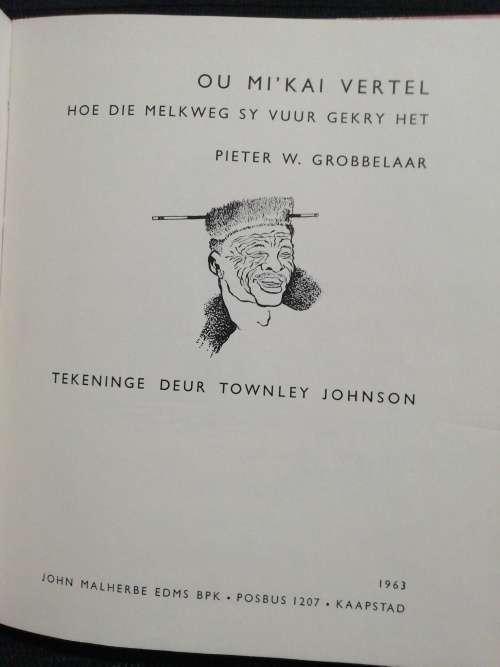 OU MI'KAI VERTEL
HOE DIE MELKWEG SY VUUR GEKRY HET
PIETER W. GROBBELAAR
TEKENINGE DEUR TOWNLEY JOHNSON
1963
JOHN MALHERBE EDMS BPK • POSBUS 1207 • KAAPSTAD